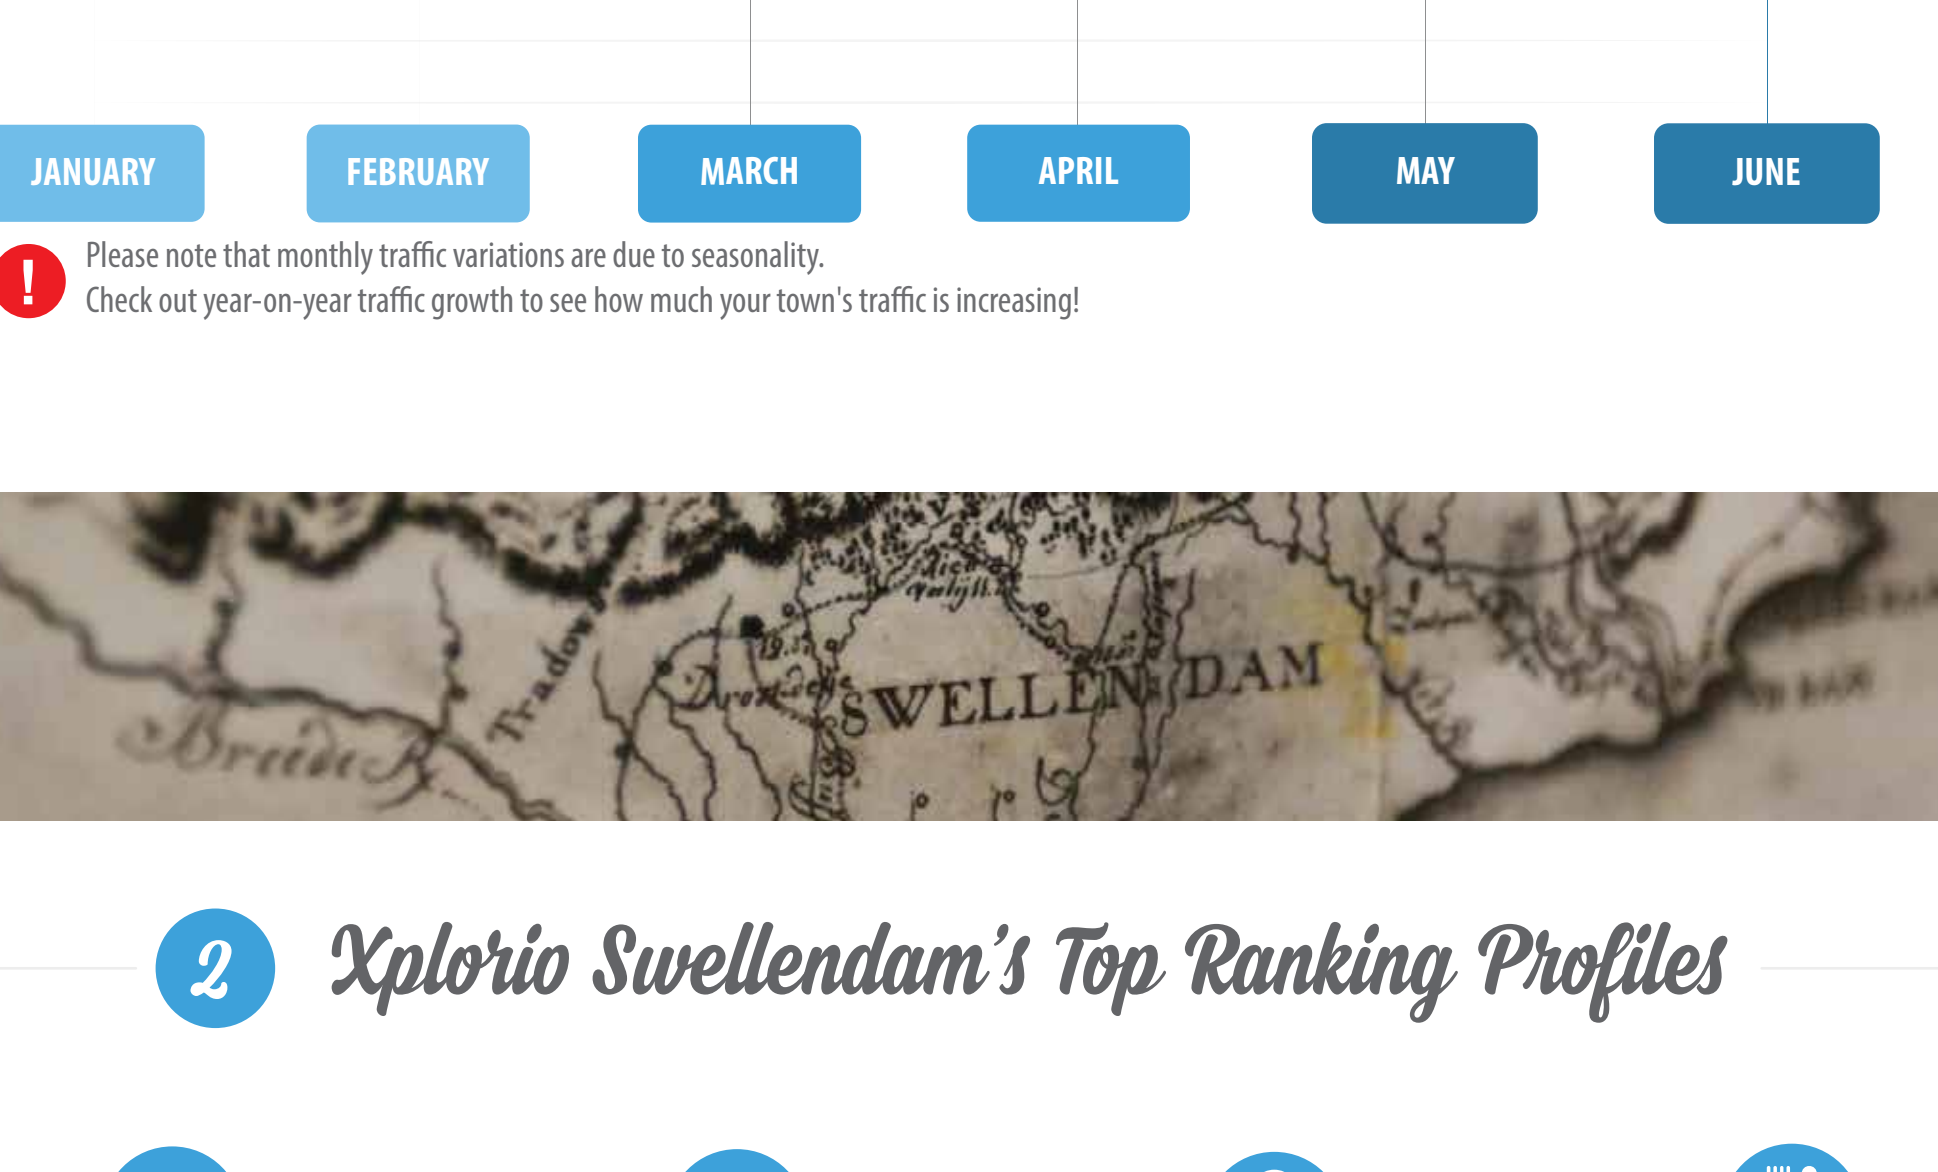 JANUARY
FEBRUARY
MARCH
APRIL
MAY
JUNE
!
Please note that monthly traffic variations are due to seasonality.
Check out year-on-year traffic growth to see how much your town's traffic is increasing!
Tradouw
SWELLENDAM
Breede R.
2
Xplorio Swellendam's Top Ranking Profiles